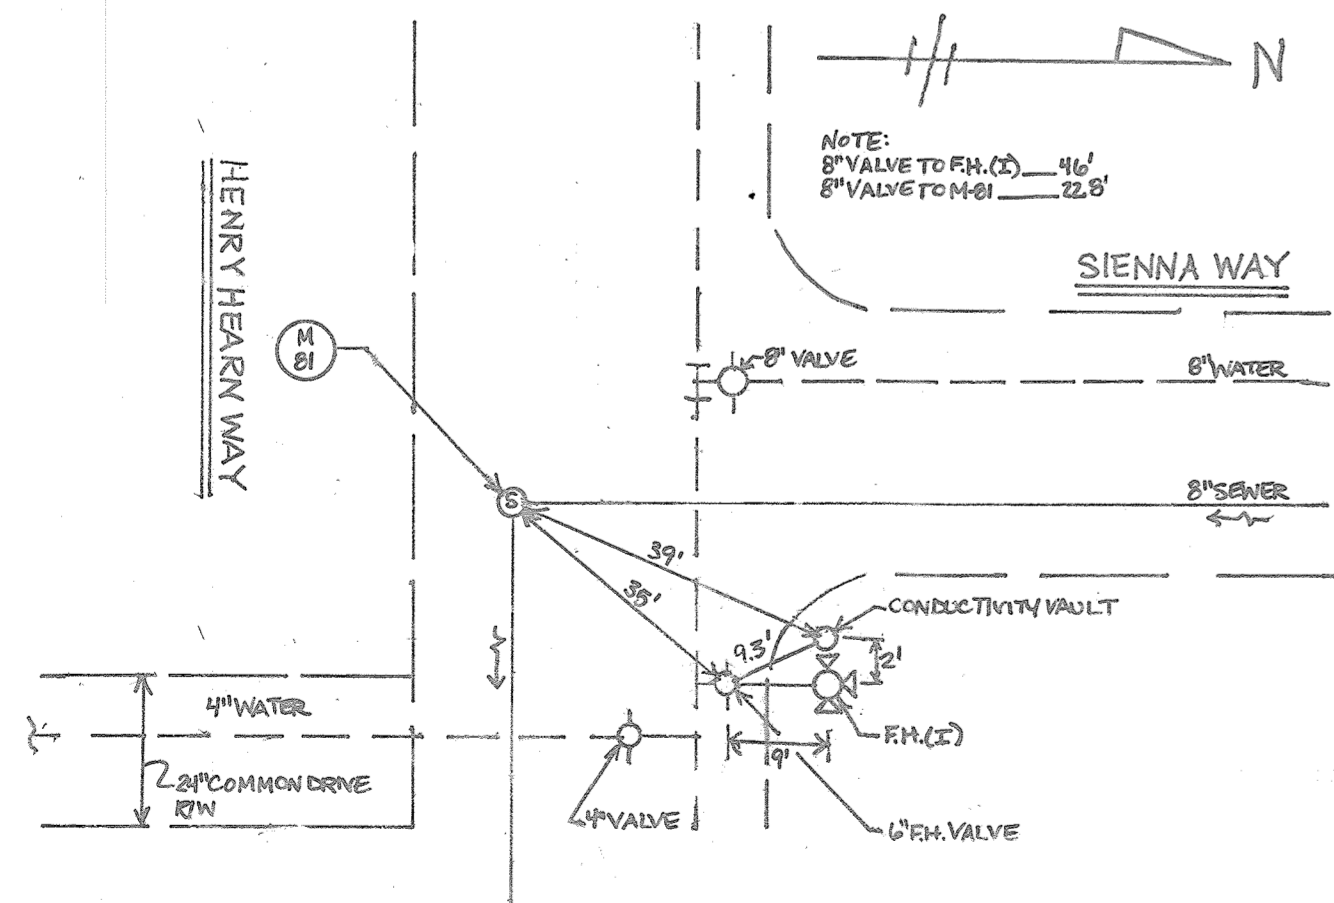 N
NOTE:
8" VALVE TO F.H.(I) ___ 46'
8" VALVE TO M-81 ______ 22.8'
HENRY HEARN WAY
SIENNA WAY
M
81
8" VALVE
8" WATER
S
8" SEWER
39'
35'
CONDUCTIVITY VAULT
9.3'
2'
4" WATER
F.H.(I)
9'
24" COMMON DRIVE
R/W
4" VALVE
6" F.H. VALVE